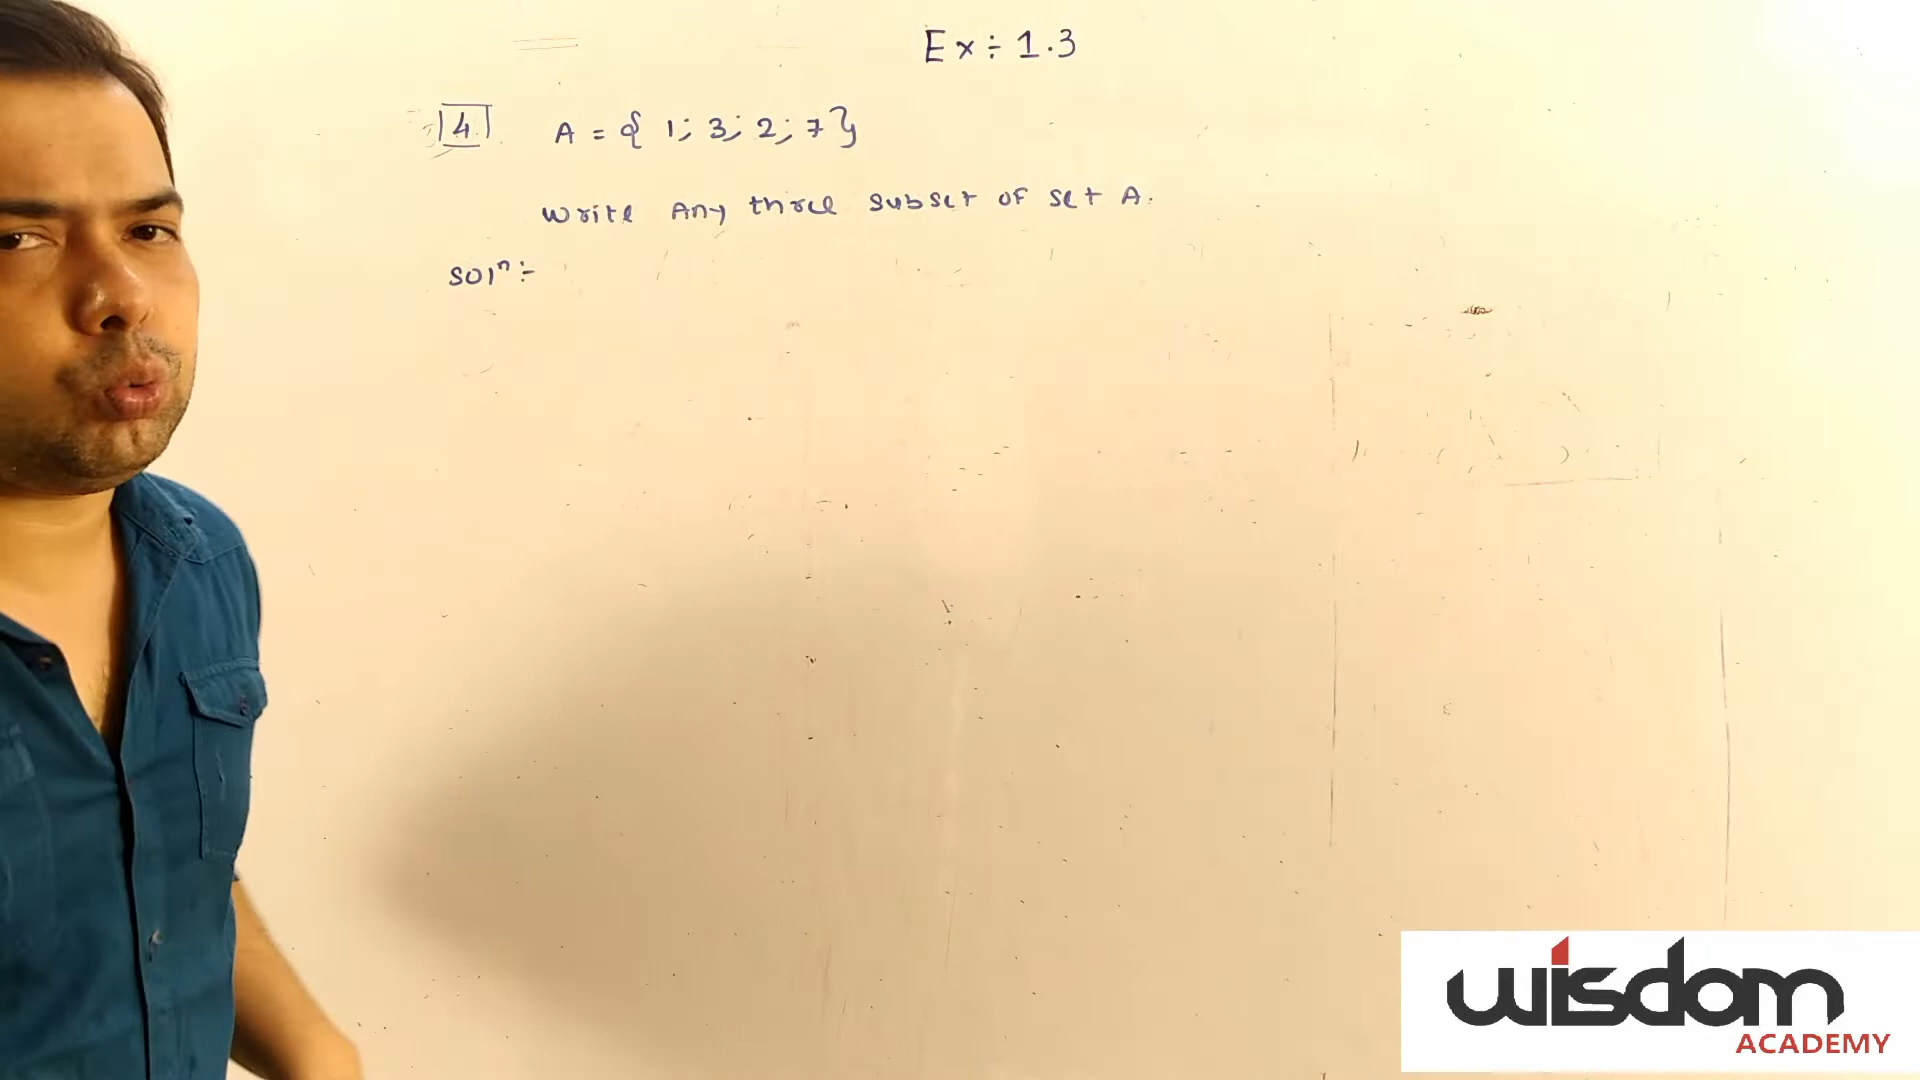 Ex ÷ 1.3
4 A = { 1; 3; 2; 7}
Write Any three subset of set A.
Solⁿ :-
wisdom
ACADEMY